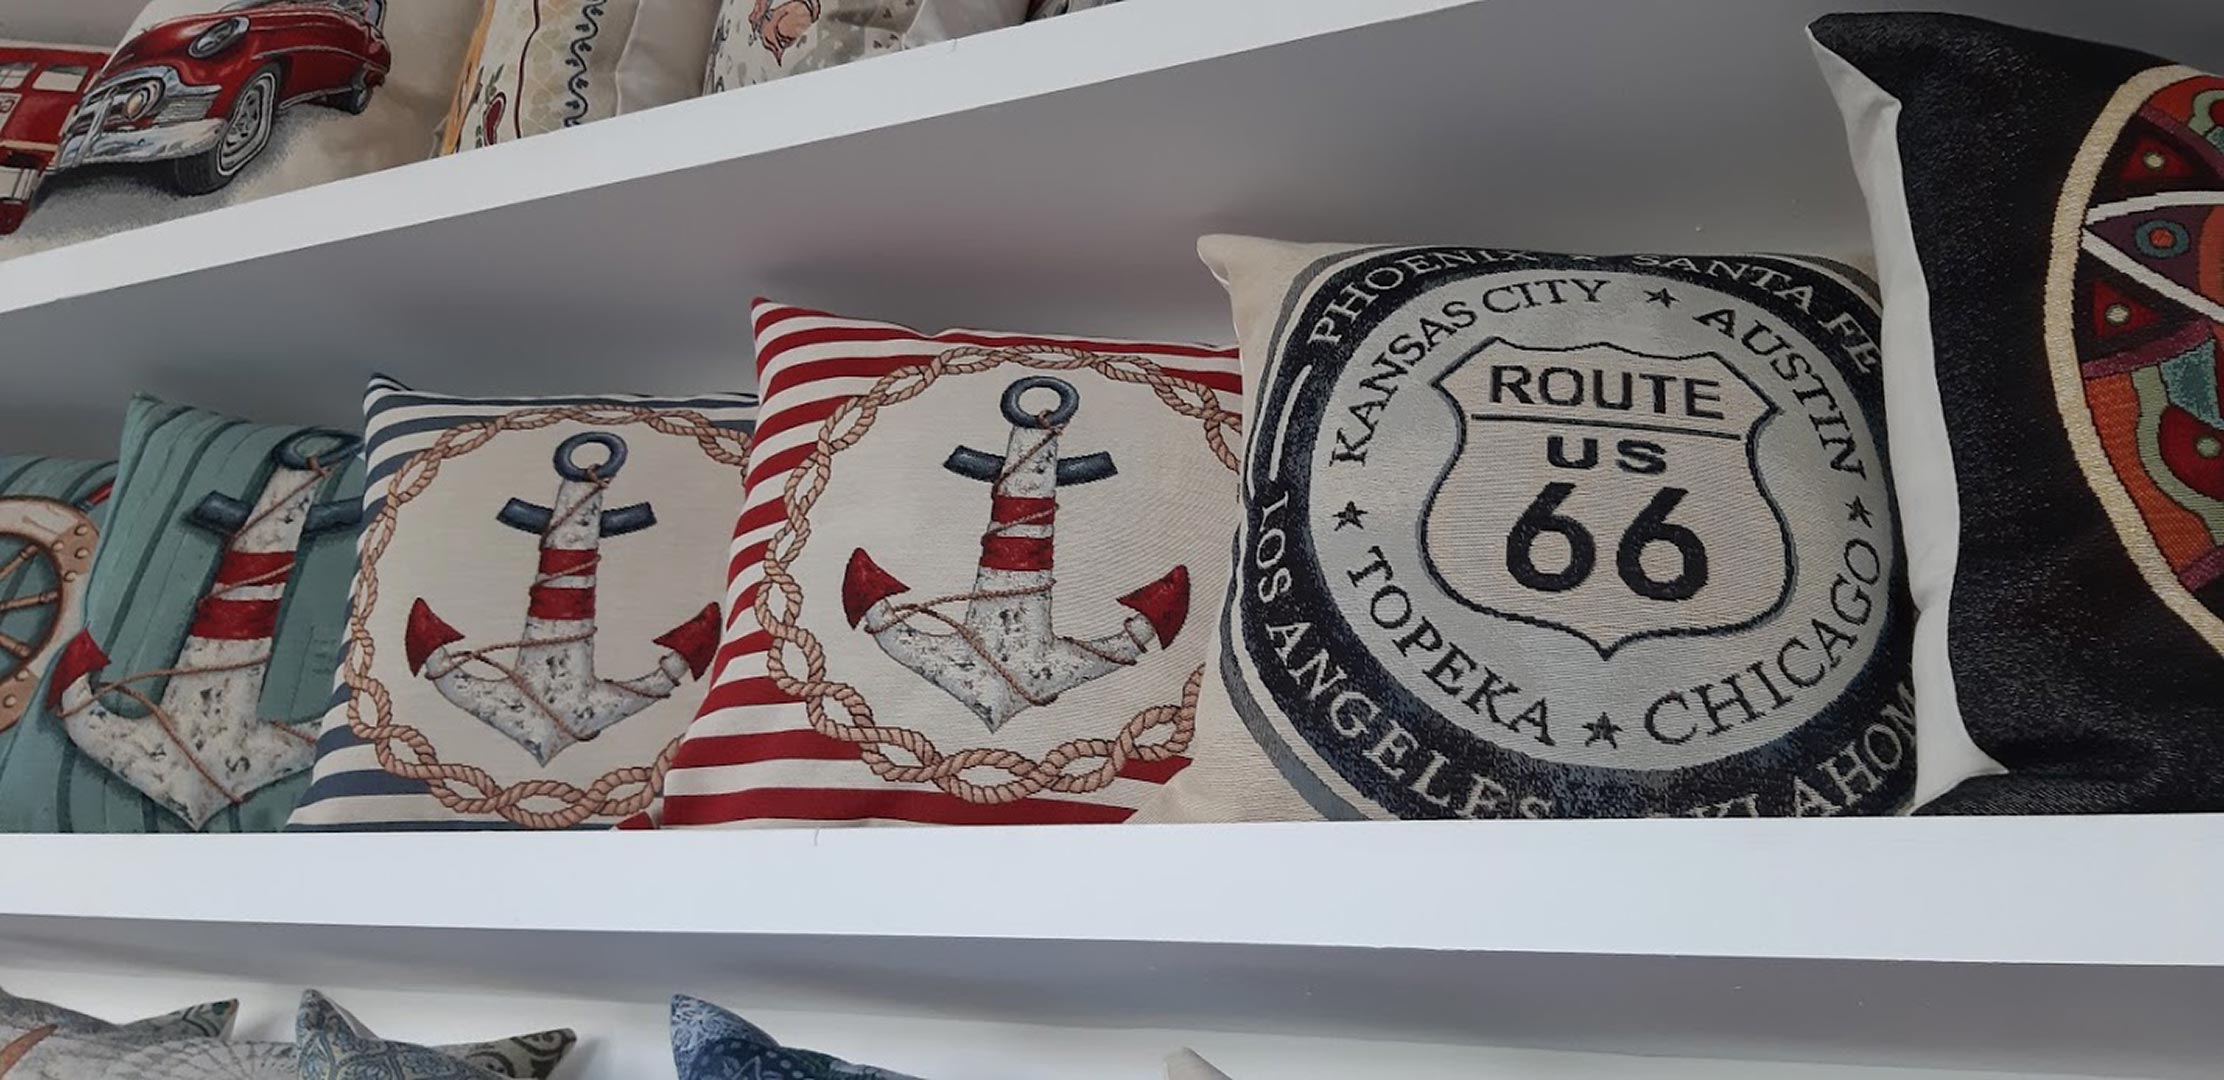 PHOENIX ★ SANTA FE
KANSAS CITY ★ AUSTIN
ROUTE
US
66
★ TOPEKA ★ CHICAGO ★
LOS ANGELES